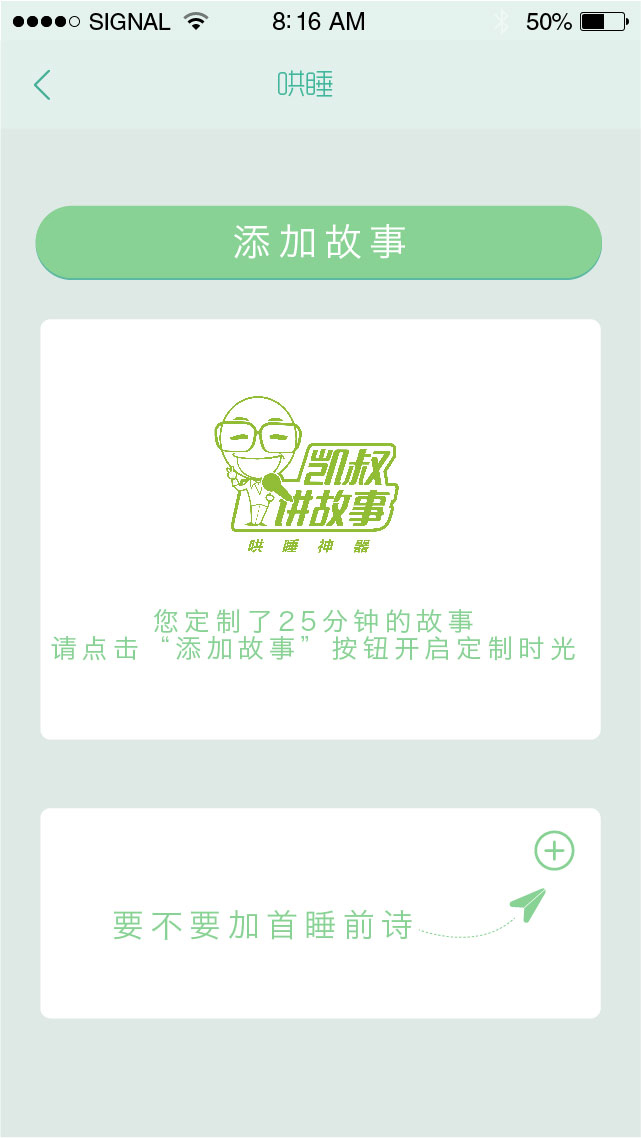 SIGNAL 8:16 AM 50%
哄睡
添加故事
凯叔
讲故事
哄睡神器
您定制了25分钟的故事
请点击“添加故事”按钮开启定制时光
要不要加首睡前诗